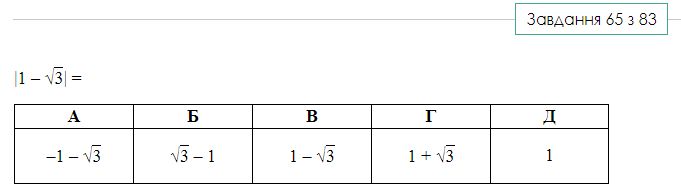 Завдання 65 з 83
|1 – √3| =
А Б В Г Д
–1 – √3 √3 – 1 1 – √3 1 + √3 1